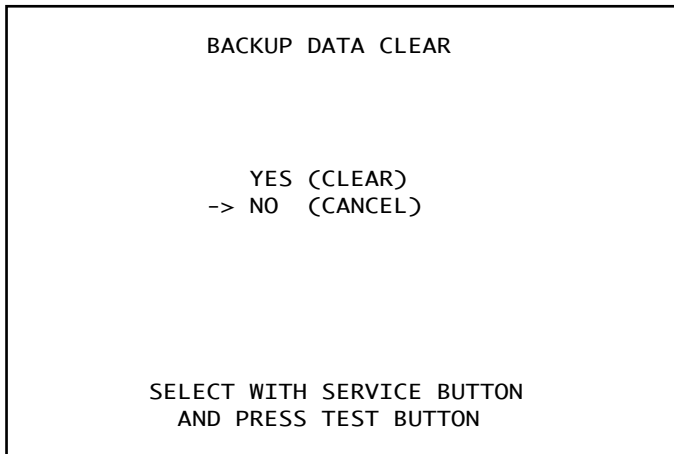 BACKUP DATA CLEAR
YES (CLEAR)
-> NO (CANCEL)
SELECT WITH SERVICE BUTTON
AND PRESS TEST BUTTON